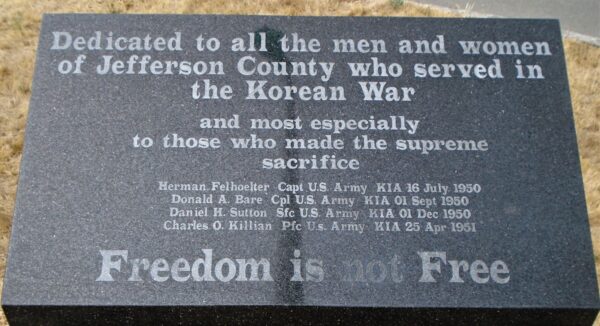 Dedicated to all the men and women
of Jefferson County who served in
the Korean War
and most especially
to those who made the supreme
sacrifice
Herman Felhoelter Capt U.S. Army KIA 16 July 1950
Donald A. Bare Cpl U.S. Army KIA 01 Sept 1950
Daniel H. Sutton Sfc U.S. Army KIA 01 Dec 1950
Charles O. Killian Pfc U.s. Army KIA 25 Apr 1951
Freedom is not Free